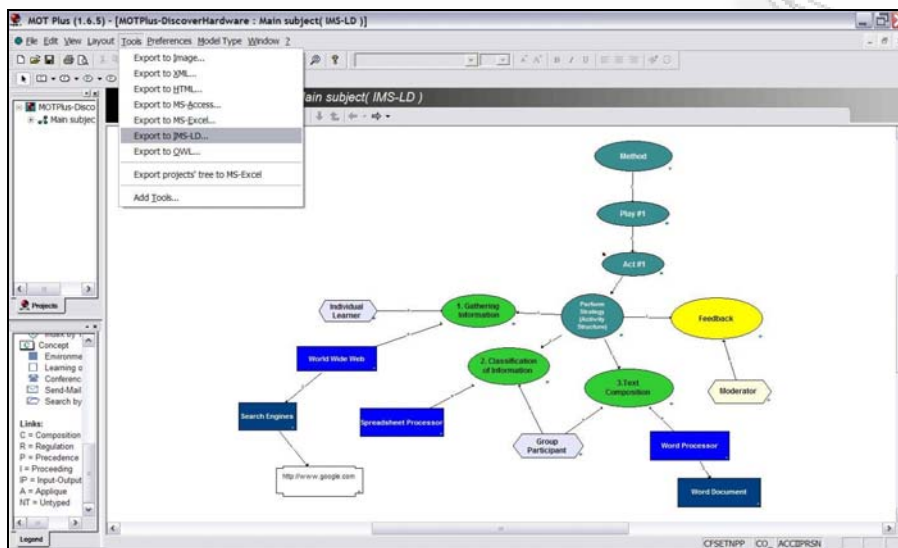 MOT Plus (1.6.5) - [MOTPlus-DiscoverHardware : Main subject( IMS-LD )]
File Edit View Layout Tools Preferences Model Type Window ?
Export to Image...
Export to XML...
Export to HTML...
Export to MS-Access...
Export to MS-Excel...
Export to IMS-LD...
Export to OWL...
Export projects' tree to MS-Excel
Add Tools...
ain subject( IMS-LD )
MOTPlus-Disco
Main subjec
Projects
Concept
Environme
Learning o
Conferenc
Send-Mail
Search by
Links:
C = Composition
R = Regulation
P = Precedence
I = Proceeding
IP = Input-Output
A = Applique
NT = Untyped
Legend
Method
Play #1
Act #1
Perform
Strategy
(Activity
Structure)
Individual
Learner
1. Gathering
Information
Feedback
World Wide Web
2. Classification
of Information
3.Text
Composition
Moderator
Search Engines
Spreadsheet Processor
Group
Participant
Word Processor
http://www.google.com
Word Document
CFSETNPP CO_ ACCIIPRSN